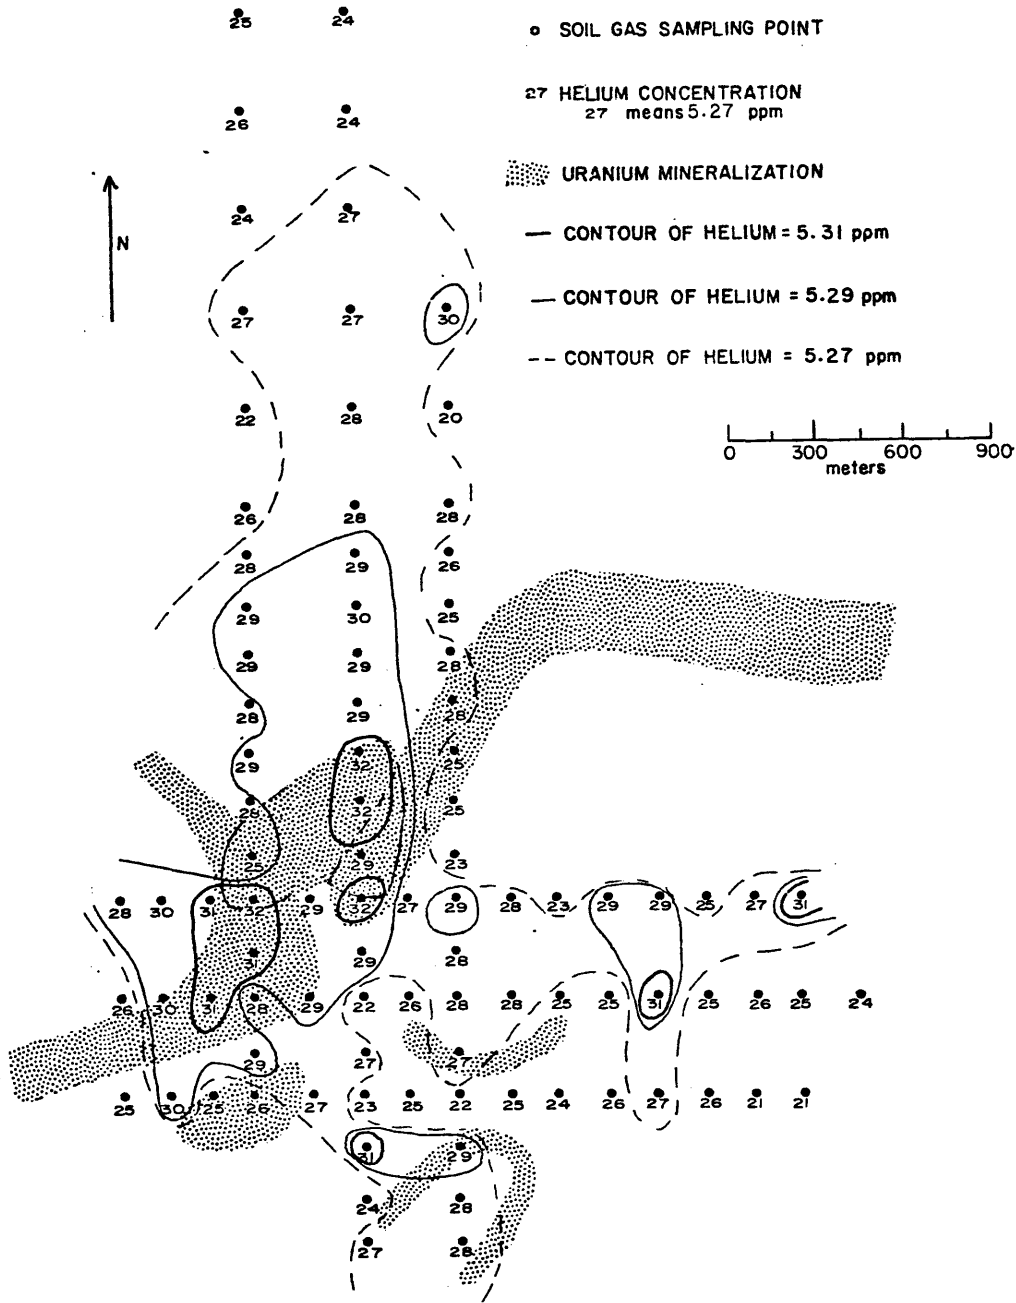 25 24
SOIL GAS SAMPLING POINT
27 HELIUM CONCENTRATION
27 means 5.27 ppm
26 24
URANIUM MINERALIZATION
24 27
N
CONTOUR OF HELIUM = 5.31 ppm
CONTOUR OF HELIUM = 5.29 ppm
27 27 30
CONTOUR OF HELIUM = 5.27 ppm
22 28 20
0 300 600 900
meters
26 28 28
28 29 26
29 30 25
29 29 28
28 29 28
29 32 25
28 32 25
25 29 23
28 30 31 32 29 32 27 29 28 23 29 29 25 27 31
31 29 28
26 30 31 28 29 22 26 28 28 25 25 31 25 26 25 24
29 27 27
25 30 25 26 27 23 25 22 25 24 26 27 26 21 21
31 29
24 28
27 28